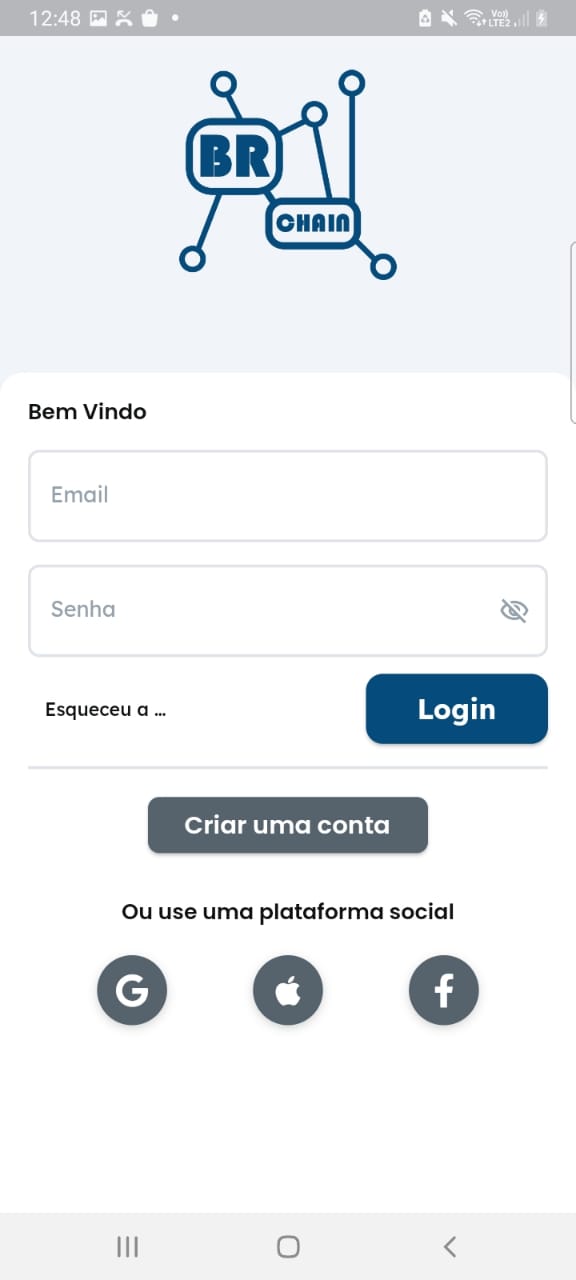 12:48
Vo))
LTE2
BR
CHAIN
Bem Vindo
Email
Senha
Esqueceu a ...
Login
Criar uma conta
Ou use uma plataforma social
G
f